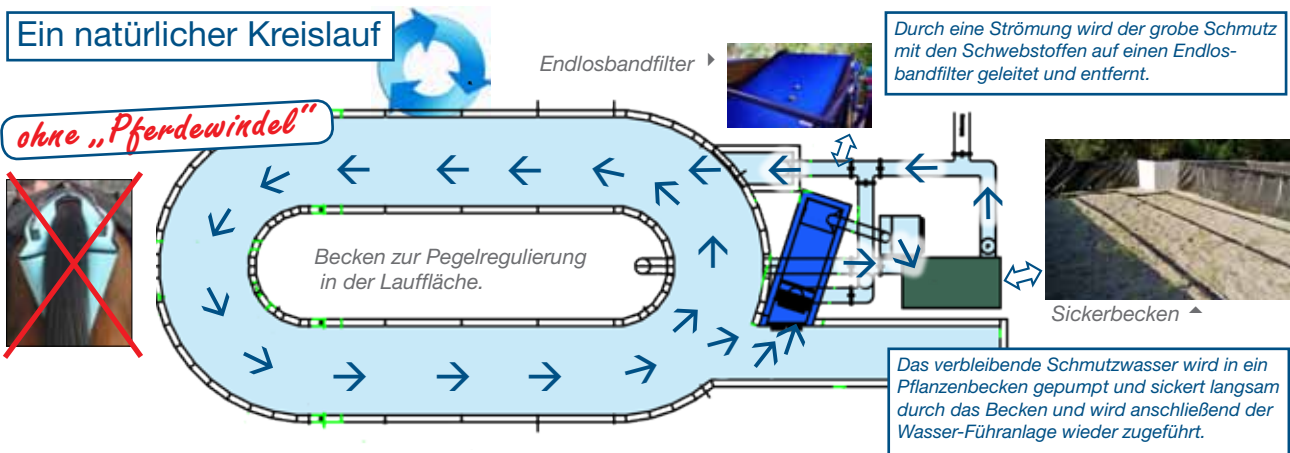 Ein natürlicher Kreislauf
ohne „Pferdewindel“
Endlosbandfilter
Durch eine Strömung wird der grobe Schmutz
mit den Schwebstoffen auf einen Endlos-
bandfilter geleitet und entfernt.
Becken zur Pegelregulierung
in der Lauffläche.
Sickerbecken
Das verbleibende Schmutzwasser wird in ein
Pflanzenbecken gepumpt und sickert langsam
durch das Becken und wird anschließend der
Wasser-Führanlage wieder zugeführt.